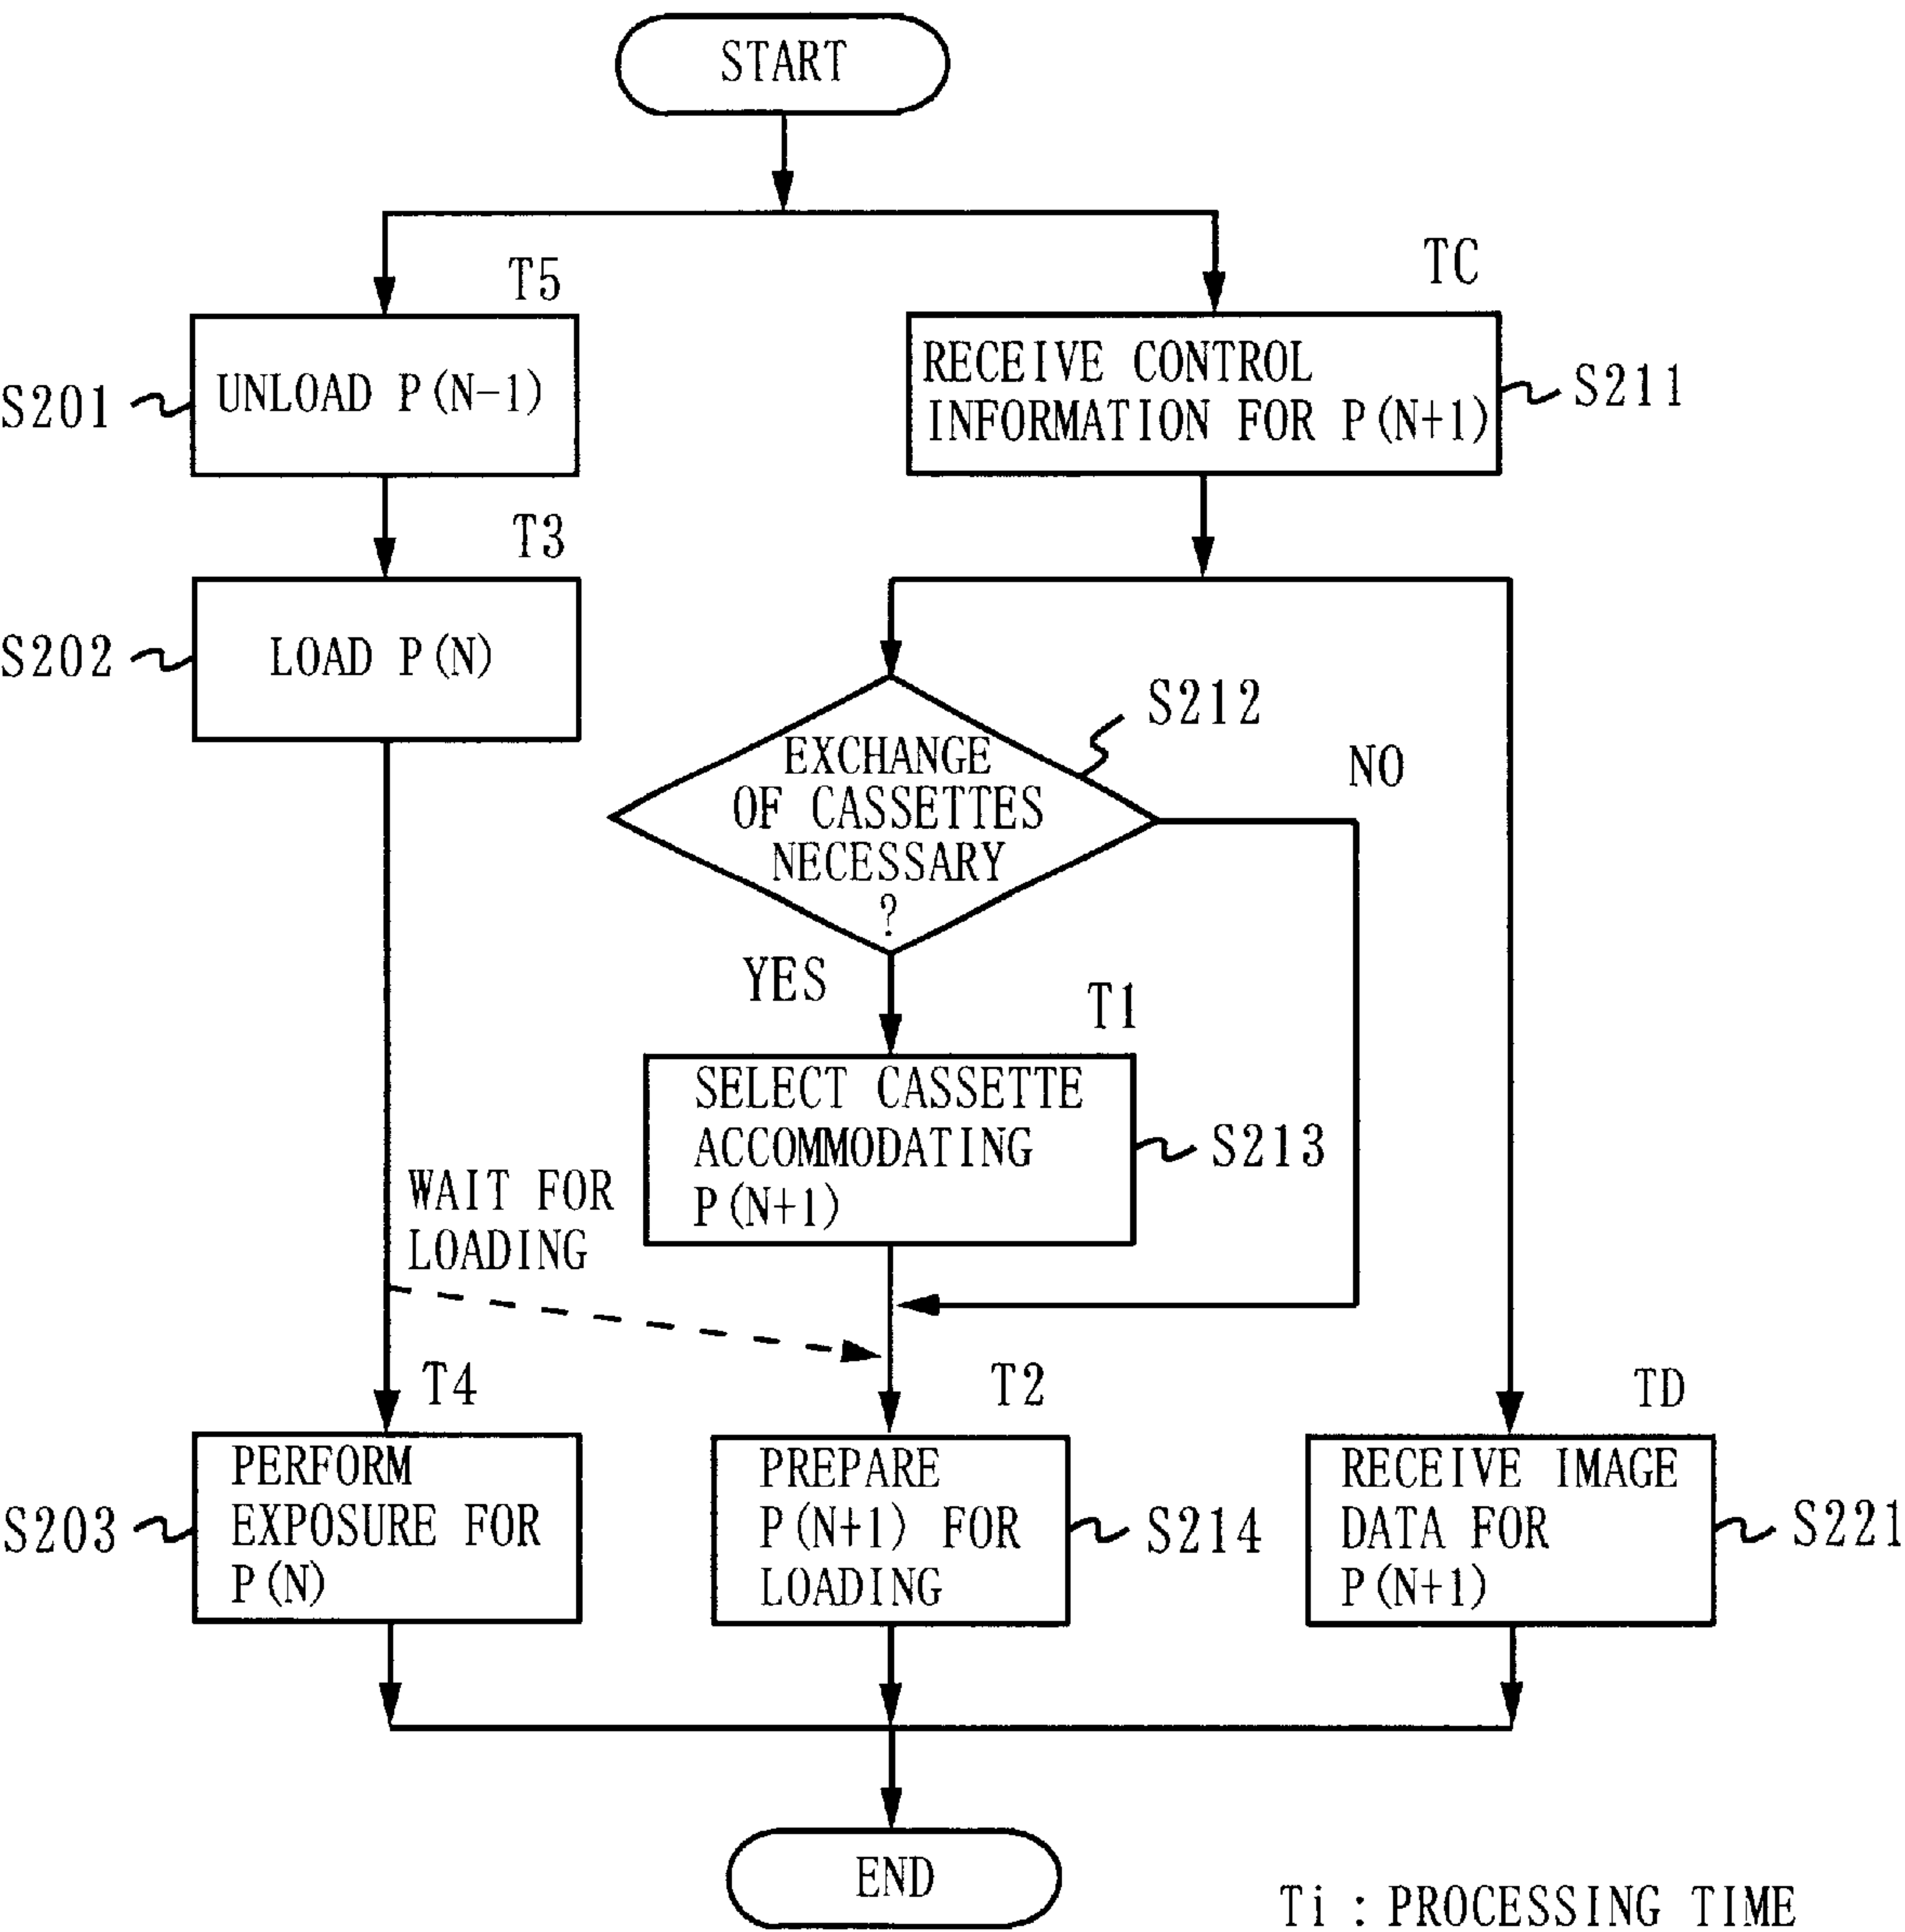 START
T5
TC
S201
UNLOAD P(N-1)
RECEIVE CONTROL
INFORMATION FOR P(N+1)
S211
T3
S202
LOAD P(N)
S212
EXCHANGE
OF CASSETTES
NECESSARY
?
NO
YES
T1
SELECT CASSETTE
ACCOMMODATING
P(N+1)
S213
WAIT FOR
LOADING
T4
T2
TD
S203
PERFORM
EXPOSURE FOR
P(N)
PREPARE
P(N+1) FOR
LOADING
S214
RECEIVE IMAGE
DATA FOR
P(N+1)
S221
END
Ti : PROCESSING TIME